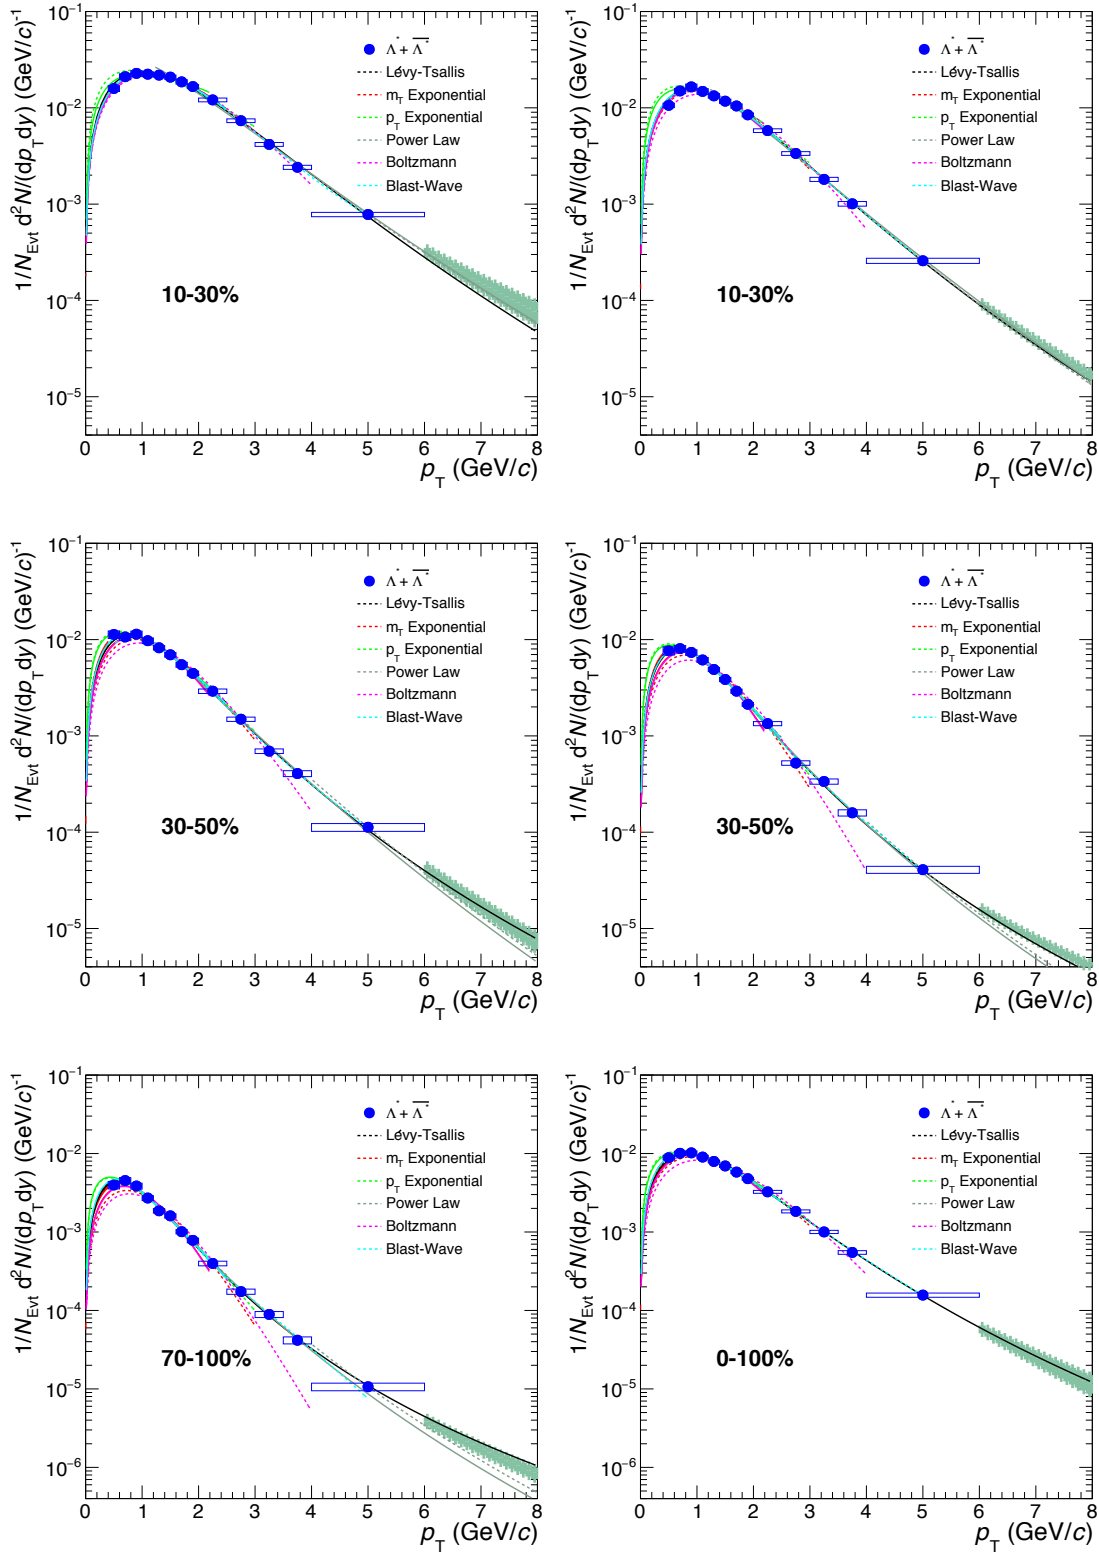 1/N_Evt d²N/(dp_Tdy) (GeV/c)⁻¹
10⁻¹
10⁻²
10⁻³
10⁻⁴
10⁻⁵
Λ* + Λ̅*
Lévy-Tsallis
m_T Exponential
p_T Exponential
Power Law
Boltzmann
Blast-Wave
10-30%
0 1 2 3 4 5 6 7 8
p_T (GeV/c)
1/N_Evt d²N/(dp_Tdy) (GeV/c)⁻¹
10⁻¹
10⁻²
10⁻³
10⁻⁴
10⁻⁵
Λ* + Λ̅*
Lévy-Tsallis
m_T Exponential
p_T Exponential
Power Law
Boltzmann
Blast-Wave
10-30%
0 1 2 3 4 5 6 7 8
p_T (GeV/c)
1/N_Evt d²N/(dp_Tdy) (GeV/c)⁻¹
10⁻¹
10⁻²
10⁻³
10⁻⁴
10⁻⁵
Λ* + Λ̅*
Lévy-Tsallis
m_T Exponential
p_T Exponential
Power Law
Boltzmann
Blast-Wave
30-50%
0 1 2 3 4 5 6 7 8
p_T (GeV/c)
1/N_Evt d²N/(dp_Tdy) (GeV/c)⁻¹
10⁻¹
10⁻²
10⁻³
10⁻⁴
10⁻⁵
Λ* + Λ̅*
Lévy-Tsallis
m_T Exponential
p_T Exponential
Power Law
Boltzmann
Blast-Wave
30-50%
0 1 2 3 4 5 6 7 8
p_T (GeV/c)
1/N_Evt d²N/(dp_Tdy) (GeV/c)⁻¹
10⁻¹
10⁻²
10⁻³
10⁻⁴
10⁻⁵
10⁻⁶
Λ* + Λ̅*
Lévy-Tsallis
m_T Exponential
p_T Exponential
Power Law
Boltzmann
Blast-Wave
70-100%
0 1 2 3 4 5 6 7 8
p_T (GeV/c)
1/N_Evt d²N/(dp_Tdy) (GeV/c)⁻¹
10⁻¹
10⁻²
10⁻³
10⁻⁴
10⁻⁵
10⁻⁶
Λ* + Λ̅*
Lévy-Tsallis
m_T Exponential
p_T Exponential
Power Law
Boltzmann
Blast-Wave
0-100%
0 1 2 3 4 5 6 7 8
p_T (GeV/c)